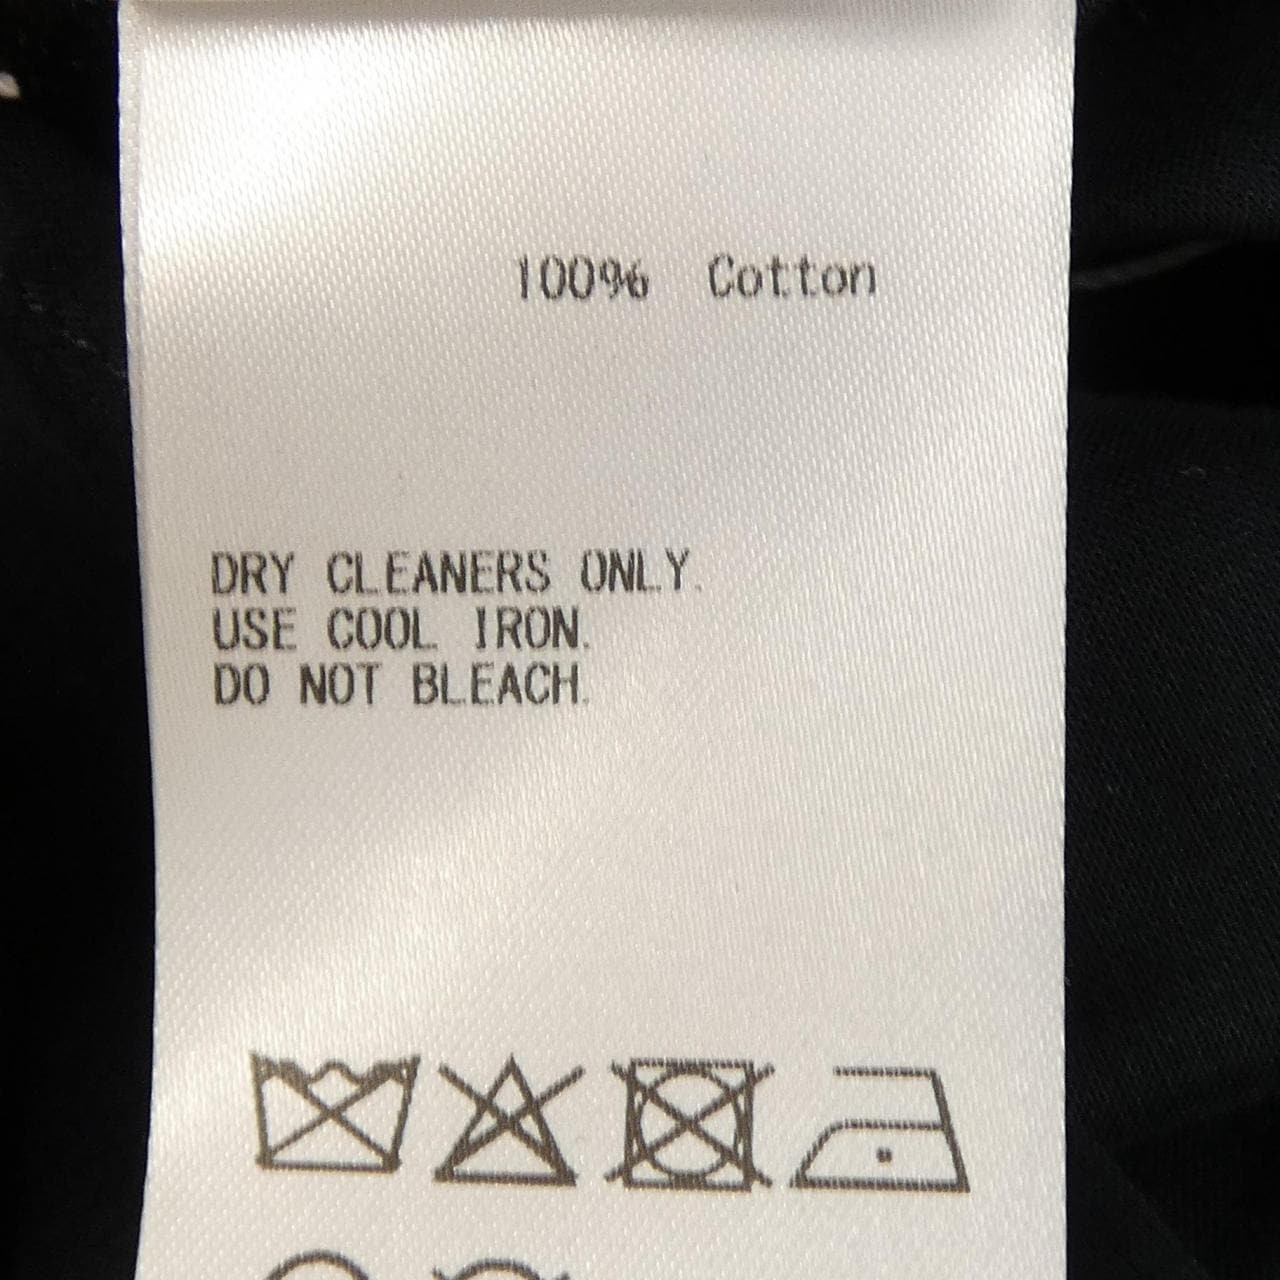 100% Cotton
DRY CLEANERS ONLY.
USE COOL IRON.
DO NOT BLEACH.